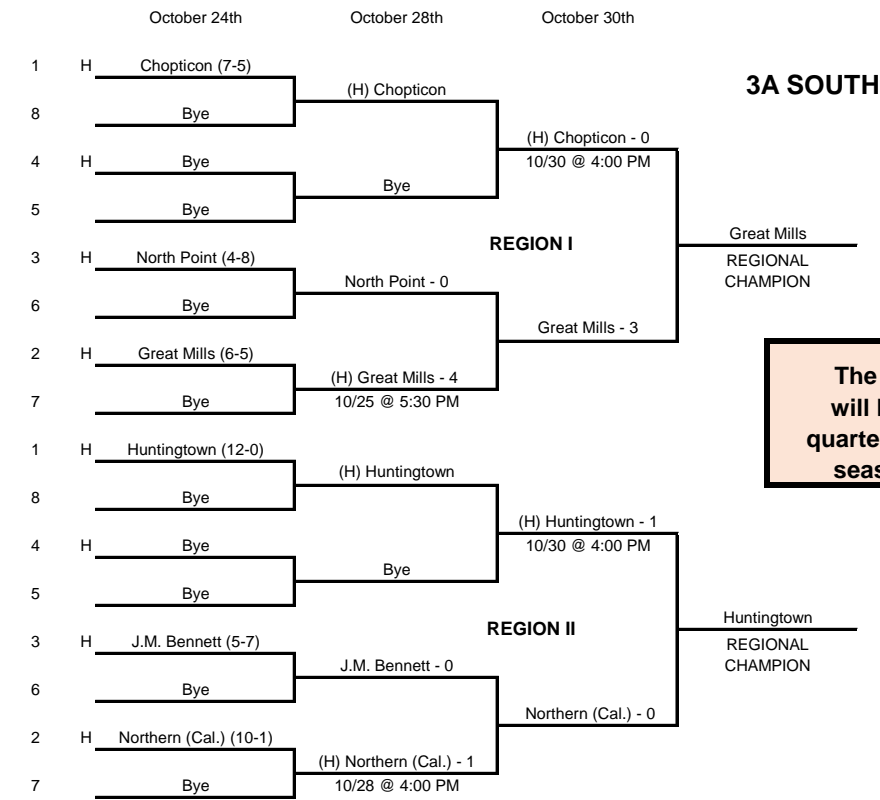 October 24th October 28th October 30th
1 H Chopticon (7-5)
3A SOUTH
(H) Chopticon
8 Bye
(H) Chopticon - 0
4 H Bye
10/30 @ 4:00 PM
Bye
5 Bye
Great Mills
REGION I
3 H North Point (4-8)
REGIONAL
CHAMPION
North Point - 0
6 Bye
Great Mills - 3
2 H Great Mills (6-5)
(H) Great Mills - 4
7 Bye
10/25 @ 5:30 PM
The
will
quarte
seas
1 H Huntingtown (12-0)
(H) Huntingtown
8 Bye
(H) Huntingtown - 1
4 H Bye
10/30 @ 4:00 PM
Bye
5 Bye
Huntingtown
REGION II
3 H J.M. Bennett (5-7)
REGIONAL
CHAMPION
J.M. Bennett - 0
6 Bye
Northern (Cal.) - 0
2 H Northern (Cal.) (10-1)
(H) Northern (Cal.) - 1
7 Bye
10/28 @ 4:00 PM